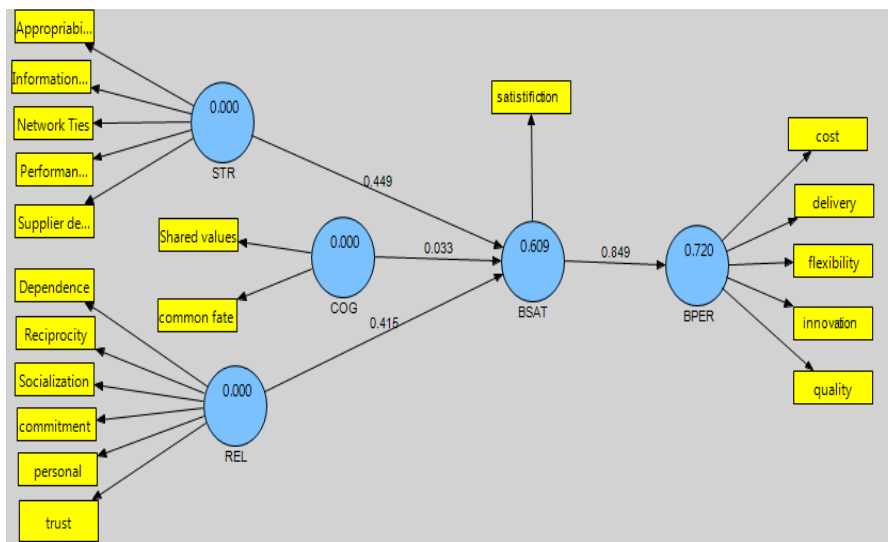 Appropriabi...
Information...
Network Ties
Performan...
Supplier de...
0.000
STR
0.449
satistifiction
Shared values
common fate
0.000
COG
0.033
0.609
BSAT
0.849
0.720
BPER
cost
delivery
flexibility
innovation
quality
Dependence
Reciprocity
Socialization
commitment
personal
trust
0.000
REL
0.415